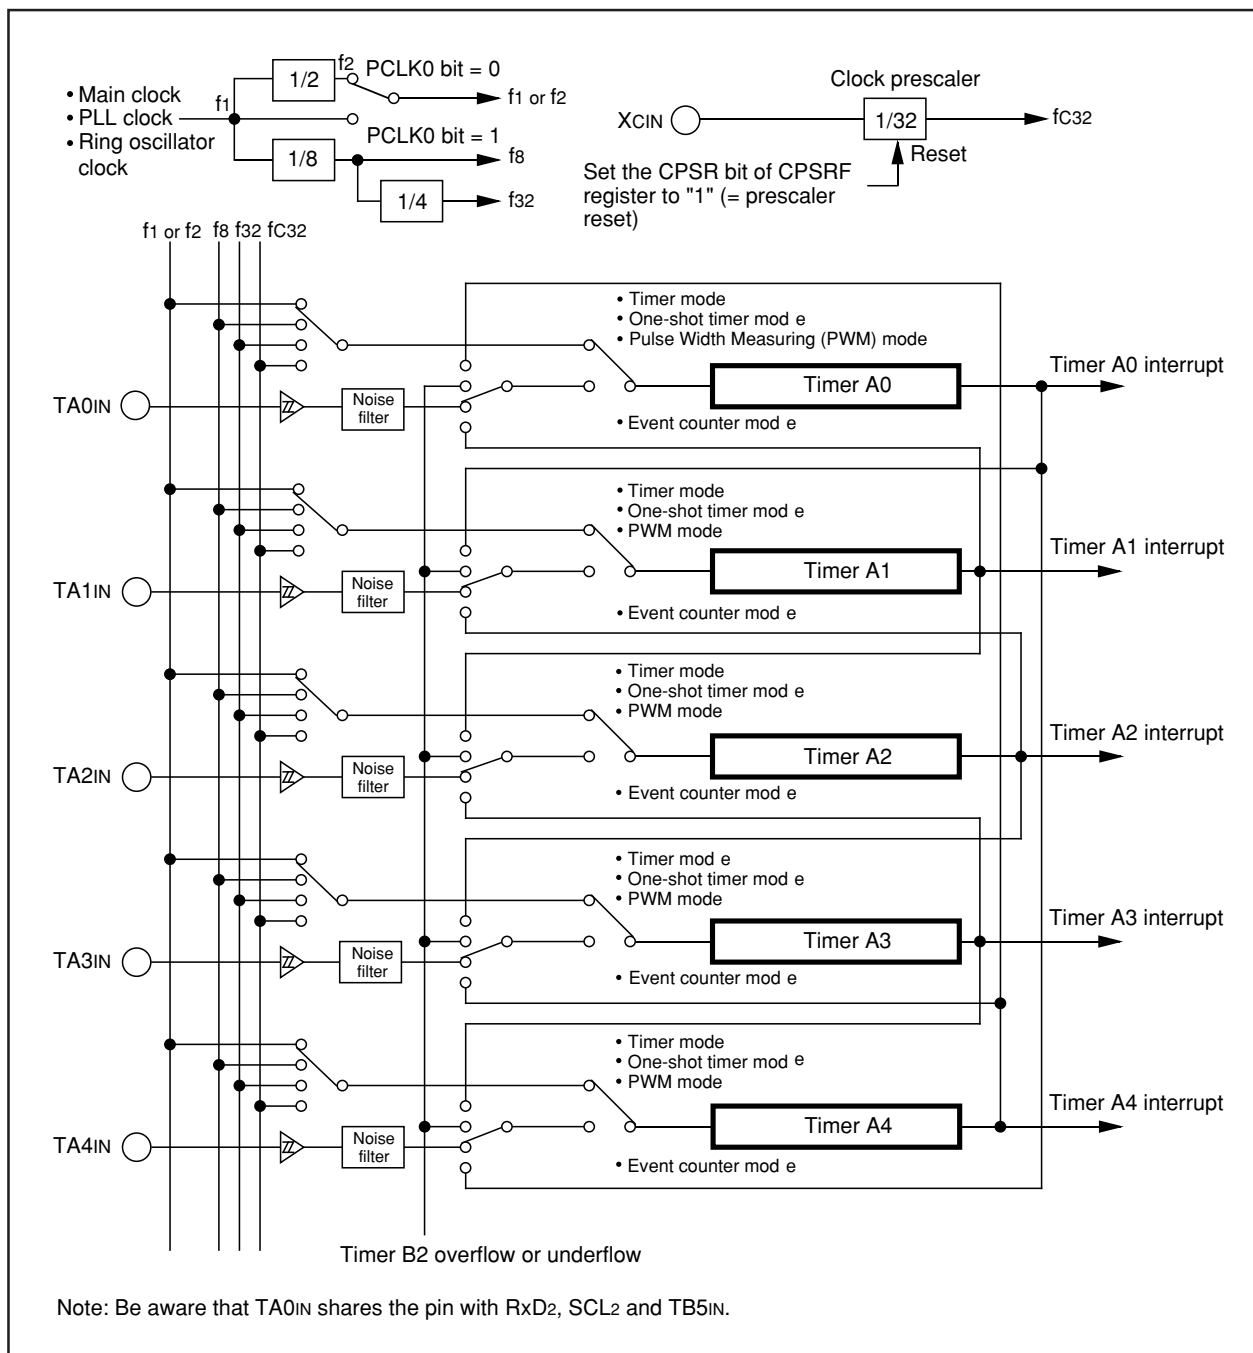 • Main clock
• PLL clock
• Ring oscillator
clock
f1
1/2
f2
PCLK0 bit = 0
f1 or f2
PCLK0 bit = 1
1/8
f8
1/4
f32
Clock prescaler
XCIN
1/32
fC32
Reset
Set the CPSR bit of CPSRF
register to "1" (= prescaler
reset)
f1 or f2 f8 f32 fC32
• Timer mode
• One-shot timer mod e
• Pulse Width Measuring (PWM) mode
TA0IN
Noise
filter
Timer A0
Timer A0 interrupt
• Event counter mod e
• Timer mode
• One-shot timer mod e
• PWM mode
TA1IN
Noise
filter
Timer A1
Timer A1 interrupt
• Event counter mod e
• Timer mode
• One-shot timer mod e
• PWM mode
TA2IN
Noise
filter
Timer A2
Timer A2 interrupt
• Event counter mod e
• Timer mod e
• One-shot timer mod e
• PWM mode
TA3IN
Noise
filter
Timer A3
Timer A3 interrupt
• Event counter mod e
• Timer mode
• One-shot timer mod e
• PWM mode
TA4IN
Noise
filter
Timer A4
Timer A4 interrupt
• Event counter mod e
Timer B2 overflow or underflow
Note: Be aware that TA0IN shares the pin with RxD2, SCL2 and TB5IN.